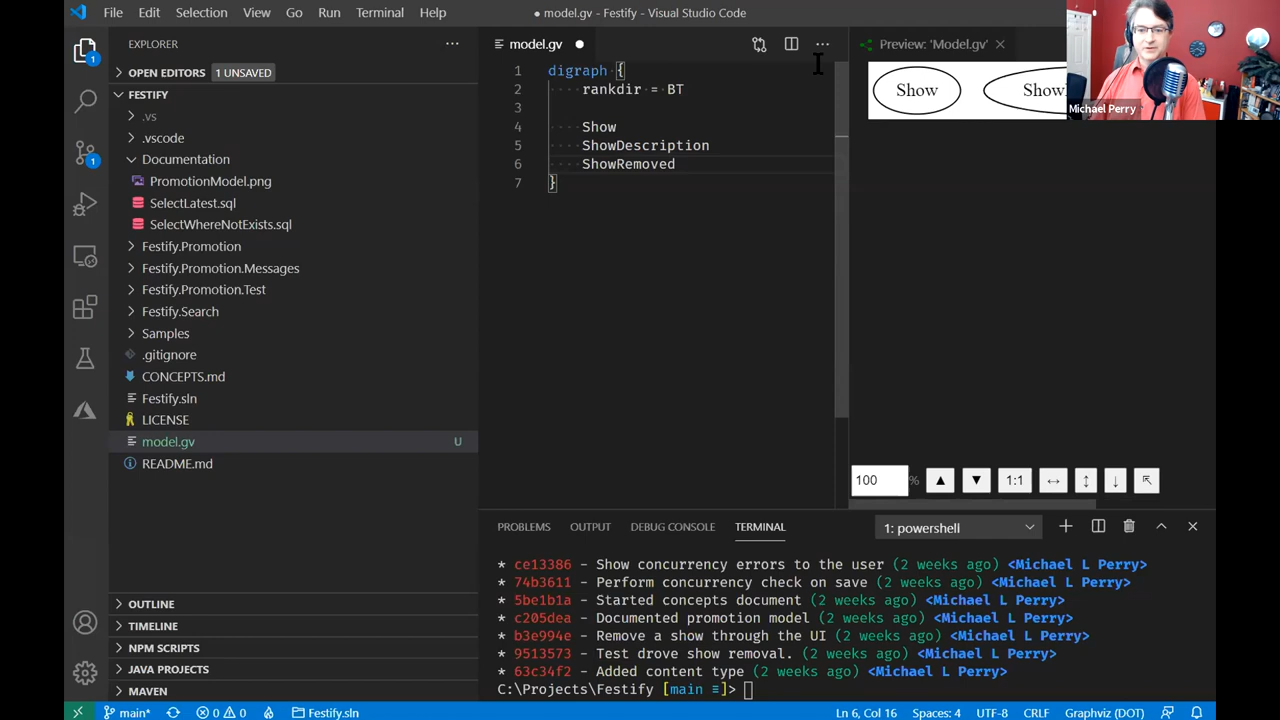 File Edit Selection View Go Run Terminal Help
● model.gv - Festify - Visual Studio Code
EXPLORER
OPEN EDITORS 1 UNSAVED
FESTIFY
.vs
.vscode
Documentation
PromotionModel.png
SelectLatest.sql
SelectWhereNotExists.sql
Festify.Promotion
Festify.Promotion.Messages
Festify.Promotion.Test
Festify.Search
Samples
.gitignore
CONCEPTS.md
Festify.sln
LICENSE
model.gv U
README.md
OUTLINE
TIMELINE
NPM SCRIPTS
JAVA PROJECTS
MAVEN
1
1
model.gv ●
1 digraph {
2 rankdir = BT
3
4 Show
5 ShowDescription
6 ShowRemoved
7 }
Preview: 'Model.gv'
Show
Michael Perry
100 % 1:1
PROBLEMS OUTPUT DEBUG CONSOLE TERMINAL 1: powershell
* ce13386 - Show concurrency errors to the user (2 weeks ago) <Michael L Perry>
* 74b3611 - Perform concurrency check on save (2 weeks ago) <Michael L Perry>
* 5be1b1a - Started concepts document (2 weeks ago) <Michael L Perry>
* c205dea - Documented promotion model (2 weeks ago) <Michael L Perry>
* b3e994e - Remove a show through the UI (2 weeks ago) <Michael L Perry>
* 9513573 - Test drove show removal. (2 weeks ago) <Michael L Perry>
* 63c34f2 - Added content type (2 weeks ago) <Michael L Perry>
C:\Projects\Festify [main ≡]>
main* 0 0 Festify.sln Ln 6, Col 16 Spaces: 4 UTF-8 CRLF Graphviz (DOT)